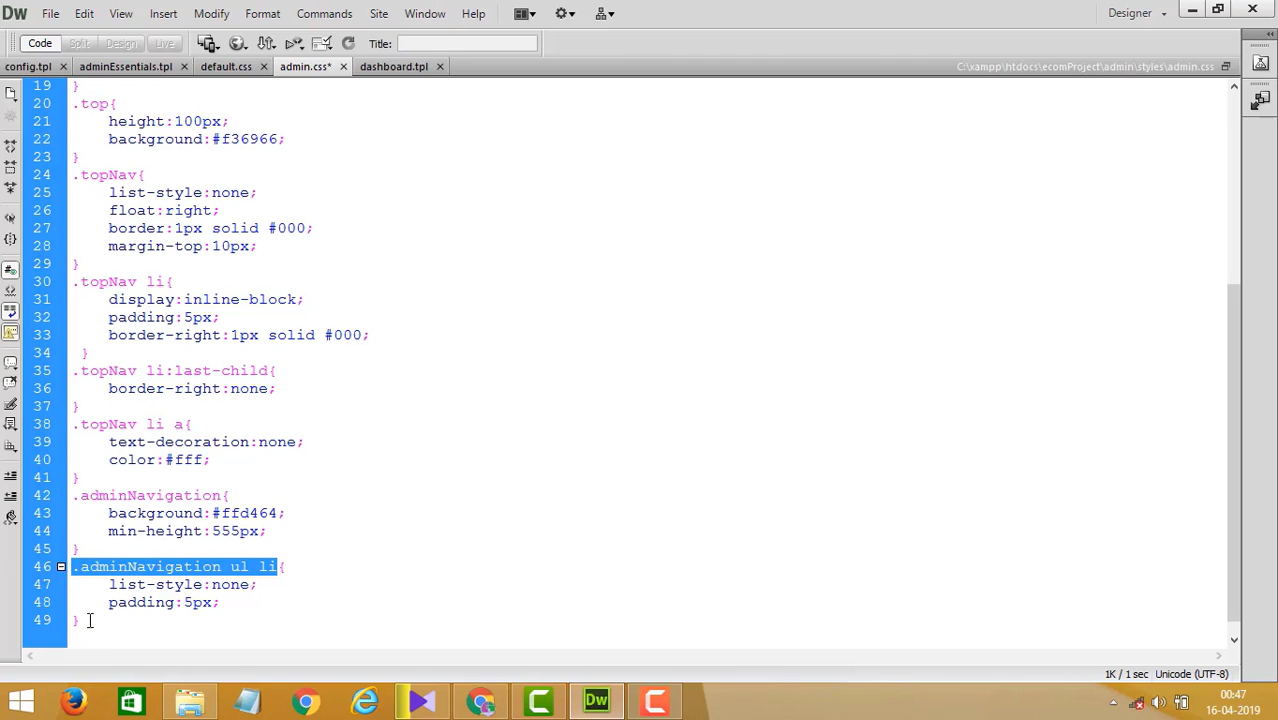 Dw File Edit View Insert Modify Format Commands Site Window Help Designer
Code Split Design Live Title:
config.tpl × adminEssentials.tpl × default.css × admin.css* × dashboard.tpl × C:\xampp\htdocs\ecomProject\admin\styles\admin.css
19 }
20 .top{
21 height:100px;
22 background:#f36966;
23 }
24 .topNav{
25 list-style:none;
26 float:right;
27 border:1px solid #000;
28 margin-top:10px;
29 }
30 .topNav li{
31 display:inline-block;
32 padding:5px;
33 border-right:1px solid #000;
34 }
35 .topNav li:last-child{
36 border-right:none;
37 }
38 .topNav li a{
39 text-decoration:none;
40 color:#fff;
41 }
42 .adminNavigation{
43 background:#ffd464;
44 min-height:555px;
45 }
46 .adminNavigation ul li{
47 list-style:none;
48 padding:5px;
49 }
1K / 1 sec Unicode (UTF-8)
Dw 00:47
16-04-2019